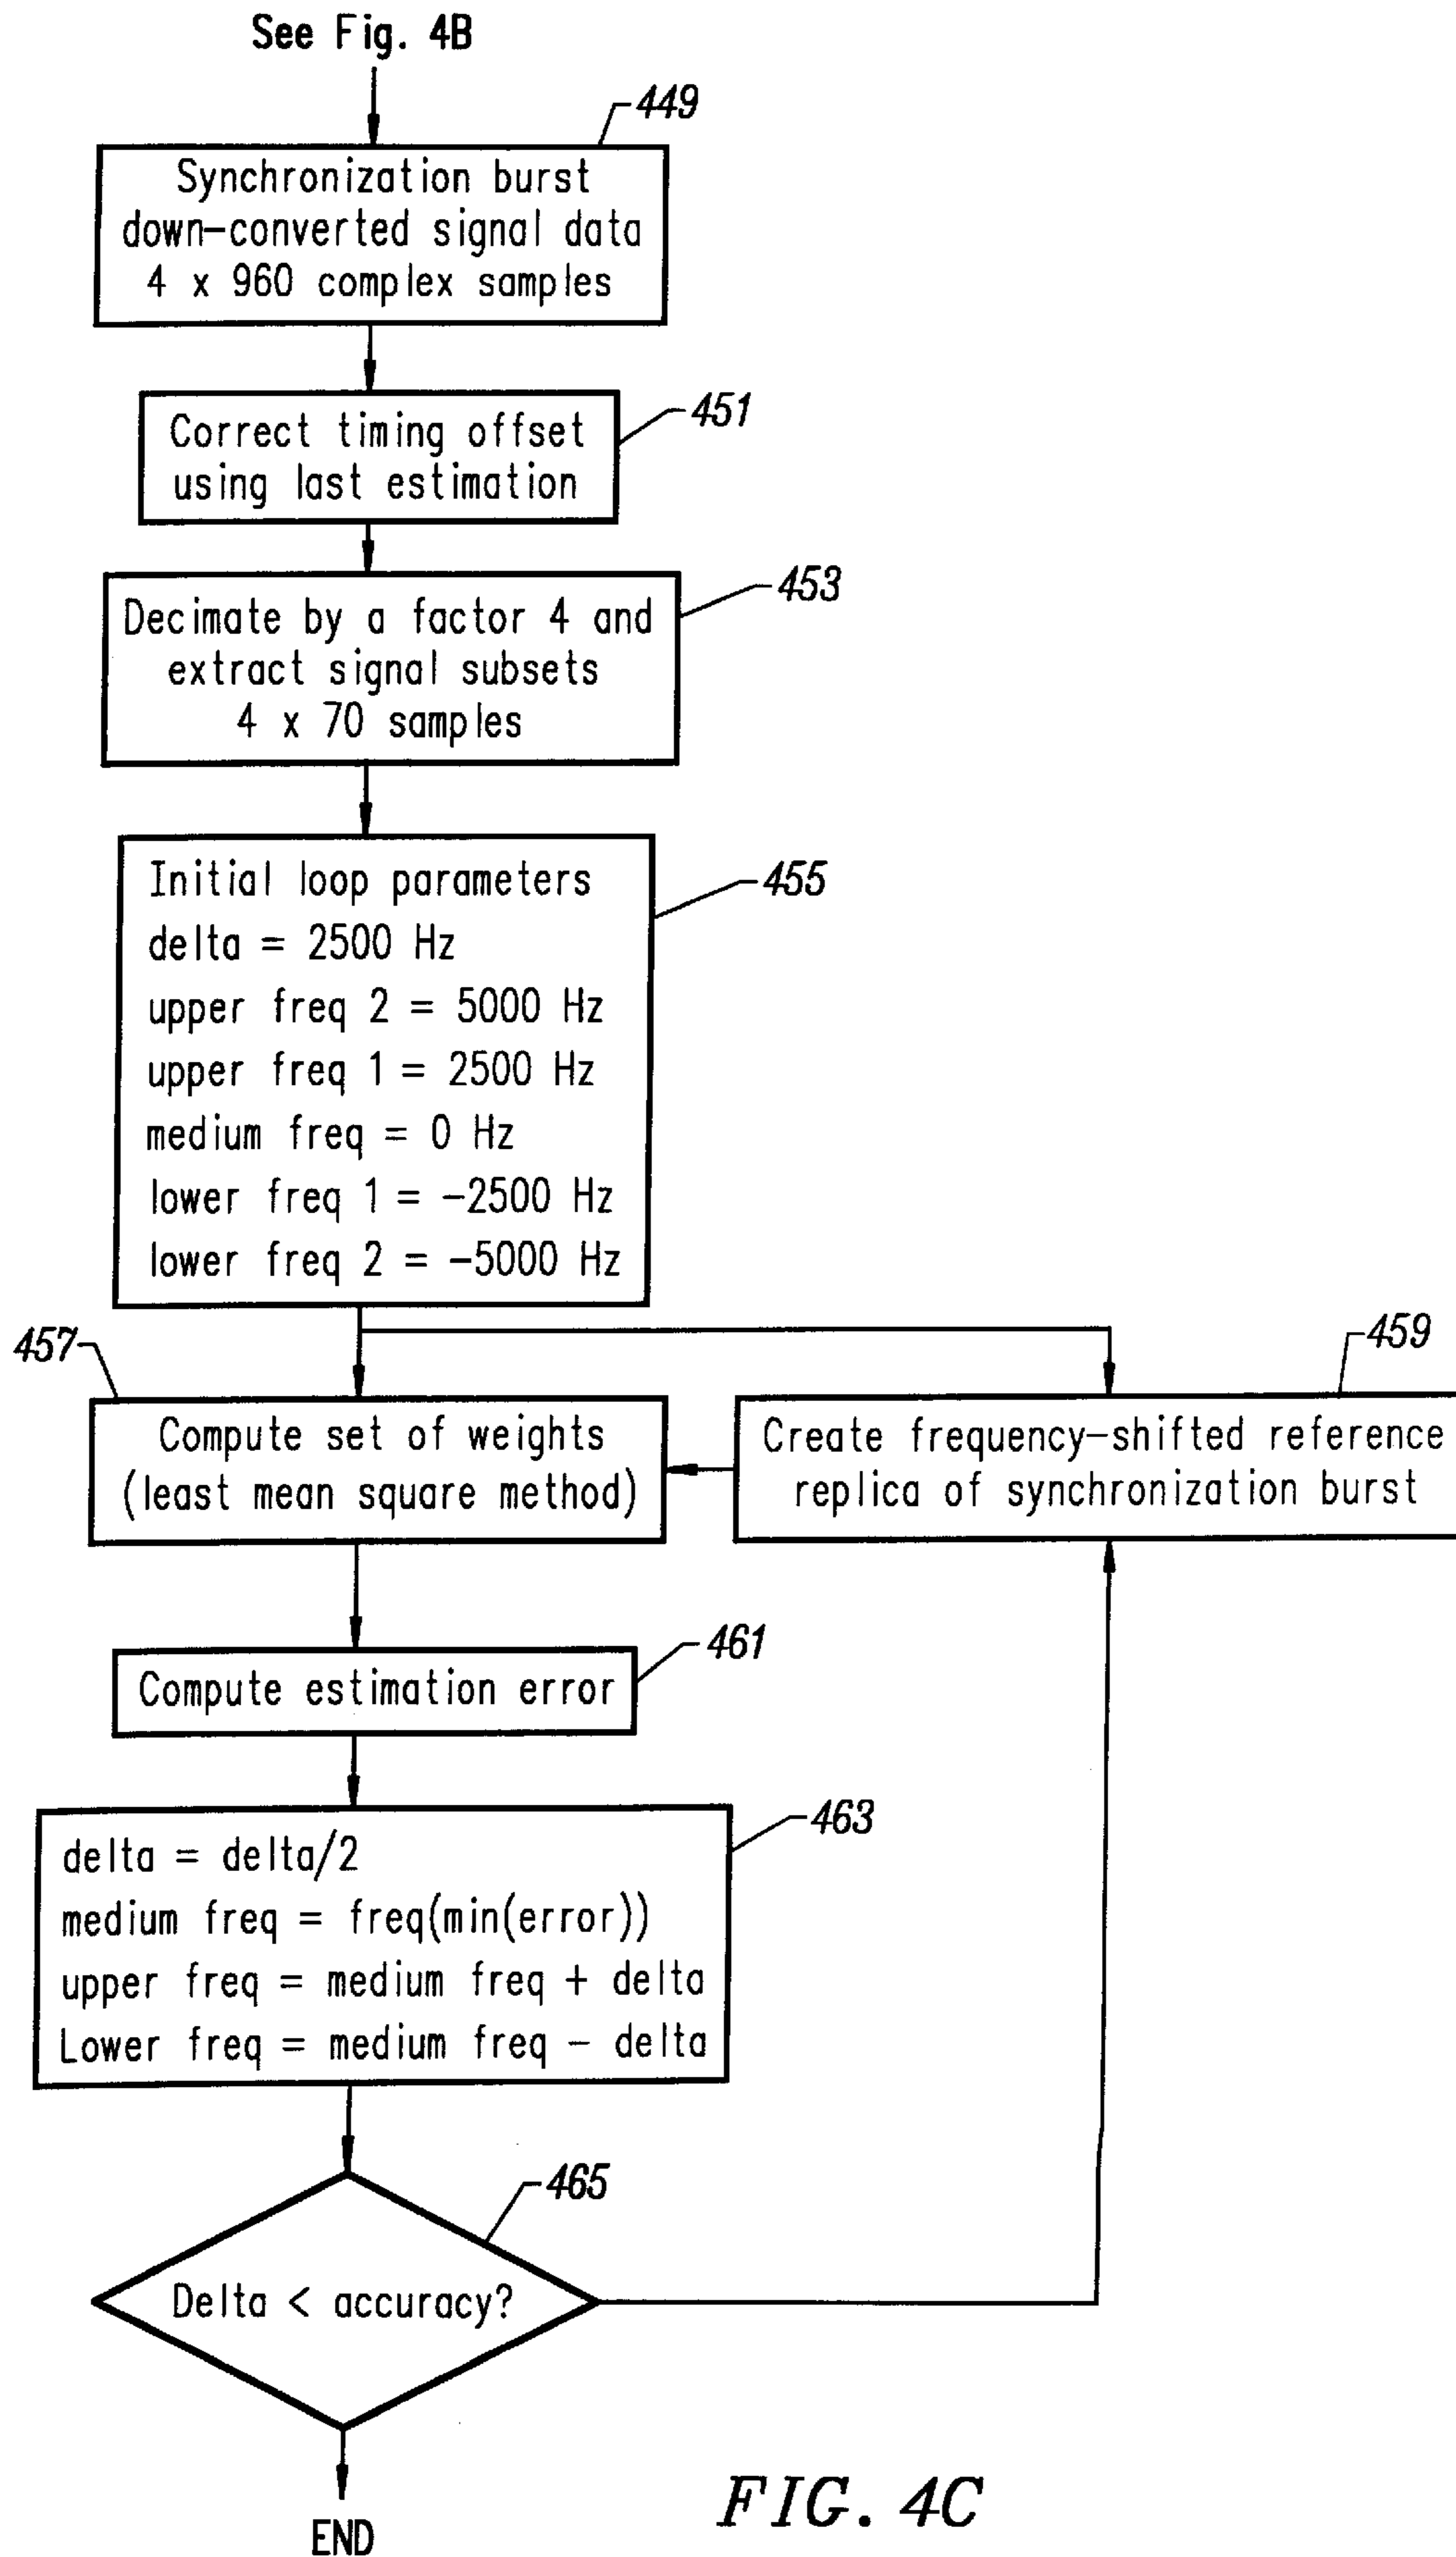 See Fig. 4B
449
Synchronization burst
down-converted signal data
4 x 960 complex samples
451
Correct timing offset
using last estimation
453
Decimate by a factor 4 and
extract signal subsets
4 x 70 samples
455
Initial loop parameters
delta = 2500 Hz
upper freq 2 = 5000 Hz
upper freq 1 = 2500 Hz
medium freq = 0 Hz
lower freq 1 = -2500 Hz
lower freq 2 = -5000 Hz
457
459
Compute set of weights
(least mean square method)
Create frequency-shifted reference
replica of synchronization burst
461
Compute estimation error
463
delta = delta/2
medium freq = freq(min(error))
upper freq = medium freq + delta
Lower freq = medium freq - delta
465
Delta < accuracy?
END
FIG. 4C